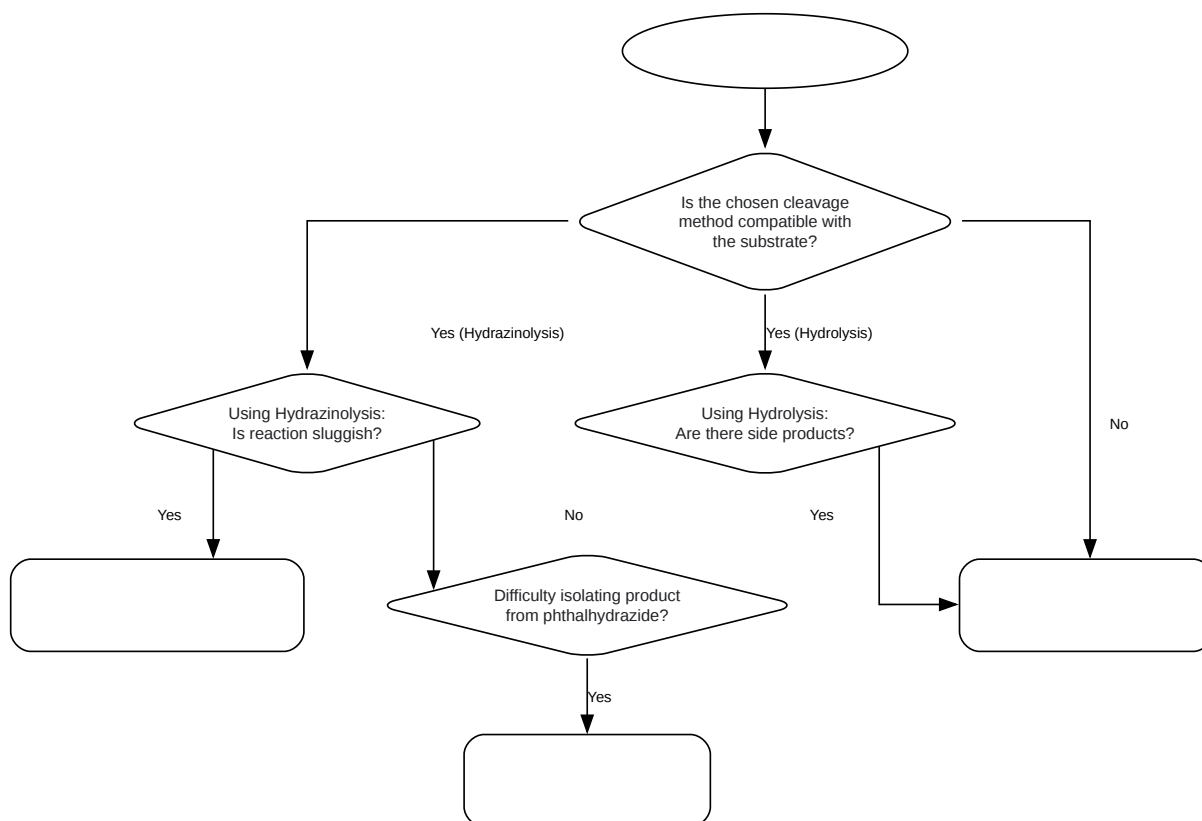 Is the chosen cleavage
method compatible with
the substrate?
Yes (Hydrazinolysis)
Yes (Hydrolysis)
Using Hydrazinolysis:
Is reaction sluggish?
Using Hydrolysis:
Are there side products?
No
Yes
No
Yes
Difficulty isolating product
from phthalhydrazide?
Yes